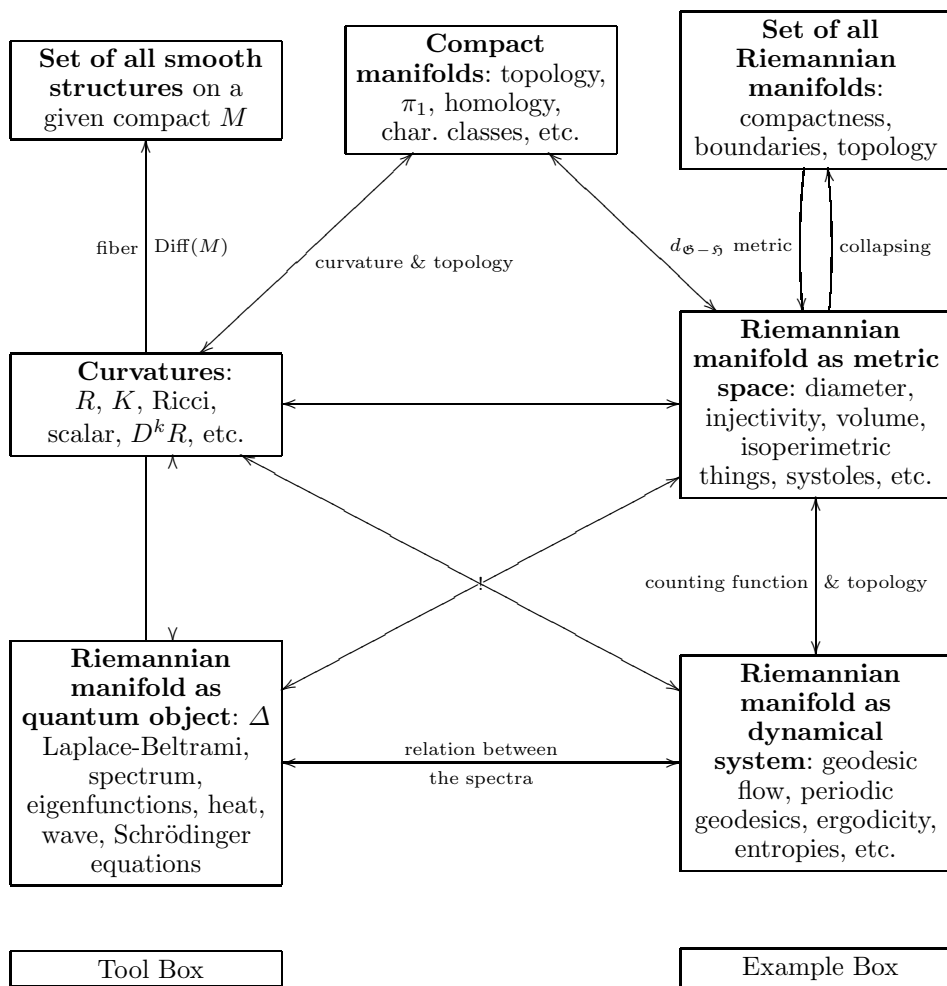 Set of all smooth
structures on a
given compact M
Compact
manifolds: topology,
π₁, homology,
char. classes, etc.
Set of all
Riemannian
manifolds:
compactness,
boundaries, topology
fiber
Diff(M)
curvature & topology
d_{𝔊−ℌ} metric
collapsing
Curvatures:
R, K, Ricci,
scalar, DᵏR, etc.
Riemannian
manifold as metric
space: diameter,
injectivity, volume,
isoperimetric
things, systoles, etc.
!
counting function
& topology
Riemannian
manifold as
quantum object: Δ
Laplace-Beltrami,
spectrum,
eigenfunctions, heat,
wave, Schrödinger
equations
relation between
the spectra
Riemannian
manifold as
dynamical
system: geodesic
flow, periodic
geodesics, ergodicity,
entropies, etc.
Tool Box
Example Box